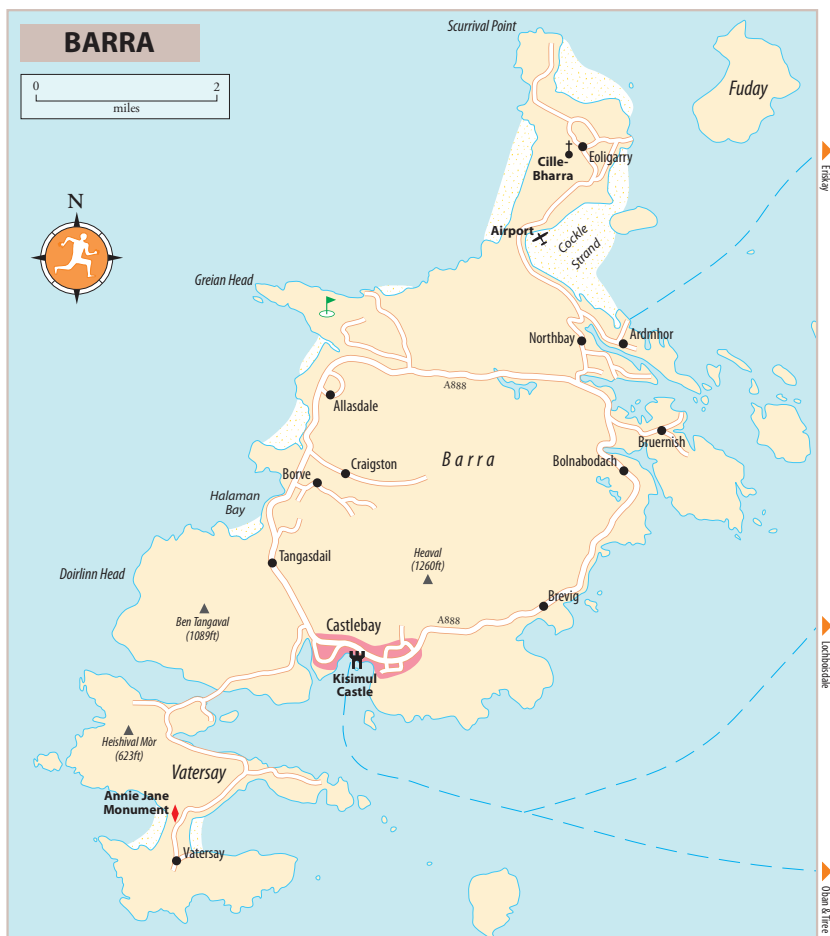 BARRA
0 2
miles
N
Scurrival Point
Fuday
Eriskay
Cille-
Bharra
Eoligarry
Airport
Cockle
Strand
Greian Head
Northbay
Ardmhor
A888
Allasdale
Bruernish
Barra
Craigston
Bolnabodach
Borve
Halaman
Bay
Tangasdail
Heaval
(1260ft)
Doirlinn Head
Ben Tangaval
(1089ft)
Brevig
A888
Castlebay
Lochboisdale
Kisimul
Castle
Heishival Mòr
(623ft)
Vatersay
Annie Jane
Monument
Vatersay
Oban & Tiree